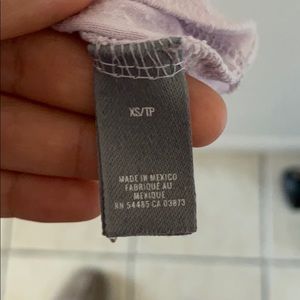 XS/TP
MADE IN MEXICO
FABRIQUÉ AU
MEXIQUE
RN 54485 CA 03873